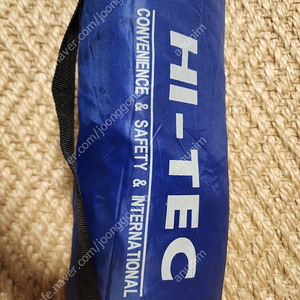 HI-TEC
CONVENIENCE & SAFETY & INTERNATIONAL